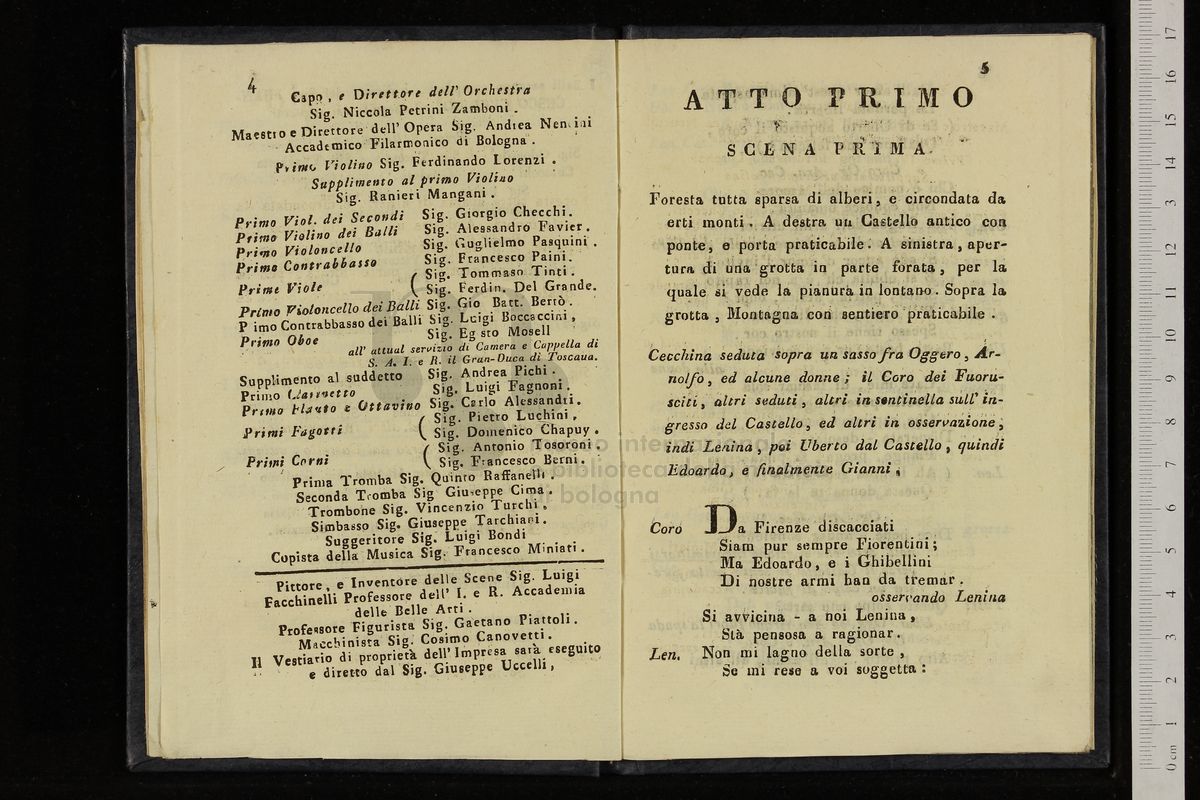 4
Capo, e Direttore dell' Orchestra
Sig. Niccola Petrini Zamboni.
Maestro e Direttore dell' Opera Sig. Andrea Nencini
Accademico Filarmonico di Bologna.
Primo Violino Sig. Ferdinando Lorenzi.
Supplimento al primo Violino
Sig. Ranieri Mangani.
Primo Viol. dei Secondi Sig. Giorgio Checchi.
Primo Violino dei Balli Sig. Alessandro Favier.
Primo Violoncello Sig. Guglielmo Pasquini.
Primo Contrabbasso Sig. Francesco Paini.
Prime Viole ( Sig. Tommaso Tinti.
( Sig. Ferdin. Del Grande.
Primo Violoncello dei Balli Sig. Gio Batt. Bertò.
P imo Contrabbasso dei Balli Sig. Luigi Boccaccini,
Primo Oboe Sig. Eg sto Mosell
all' attual servizio di Camera e Cappella di
S. A. I. e R. il Gran-Duca di Toscana.
Supplimento al suddetto Sig. Andrea Pichi.
Primo Clarinetto Sig. Luigi Fagnoni.
Primo Flauto e Ottavino Sig. Carlo Alessandri.
Primi Fagotti ( Sig. Pietro Luchini,
( Sig. Domenico Chapuy.
Primi Corni ( Sig. Antonio Tosoroni.
( Sig. Francesco Berni.
Prima Tromba Sig. Quinto Raffanelli.
Seconda Tromba Sig Giuseppe Cima.
Trombone Sig. Vincenzio Turchi,
Simbasso Sig. Giuseppe Tarchiani.
Suggeritore Sig. Luigi Bondi
Copista della Musica Sig. Francesco Miniati.
Pittore, e Inventore delle Scene Sig. Luigi
Facchinelli Professore dell' I. e R. Accademia
delle Belle Arti.
Professore Figurista Sig. Gaetano Piattoli.
Macchinista Sig. Cosimo Canovetti.
Il Vestiario di proprietà dell' Impresa sarà eseguito
e diretto dal Sig. Giuseppe Uccelli,
5
ATTO PRIMO
SCENA PRIMA.
Foresta tutta sparsa di alberi, e circondata da
erti monti. A destra un Castello antico con
ponte, e porta praticabile. A sinistra, aper-
tura di una grotta in parte forata, per la
quale si vede la pianura in lontano. Sopra la
grotta, Montagna con sentiero praticabile.
Cecchina seduta sopra un sasso fra Oggero, Ar-
nolfo, ed alcune donne; il Coro dei Fuoru-
sciti, altri seduti, altri in sentinella sull' in-
gresso del Castello, ed altri in osservazione;
indi Lenina, poi Uberto dal Castello, quindi
Edoardo, e finalmente Gianni,
Coro Da Firenze discacciati
Siam pur sempre Fiorentini;
Ma Edoardo, e i Ghibellini
Di nostre armi han da tremar.
osservando Lenina
Si avvicina - a noi Lenina,
Stà pensosa a ragionar.
Len. Non mi lagno della sorte,
Se mi rese a voi soggetta: